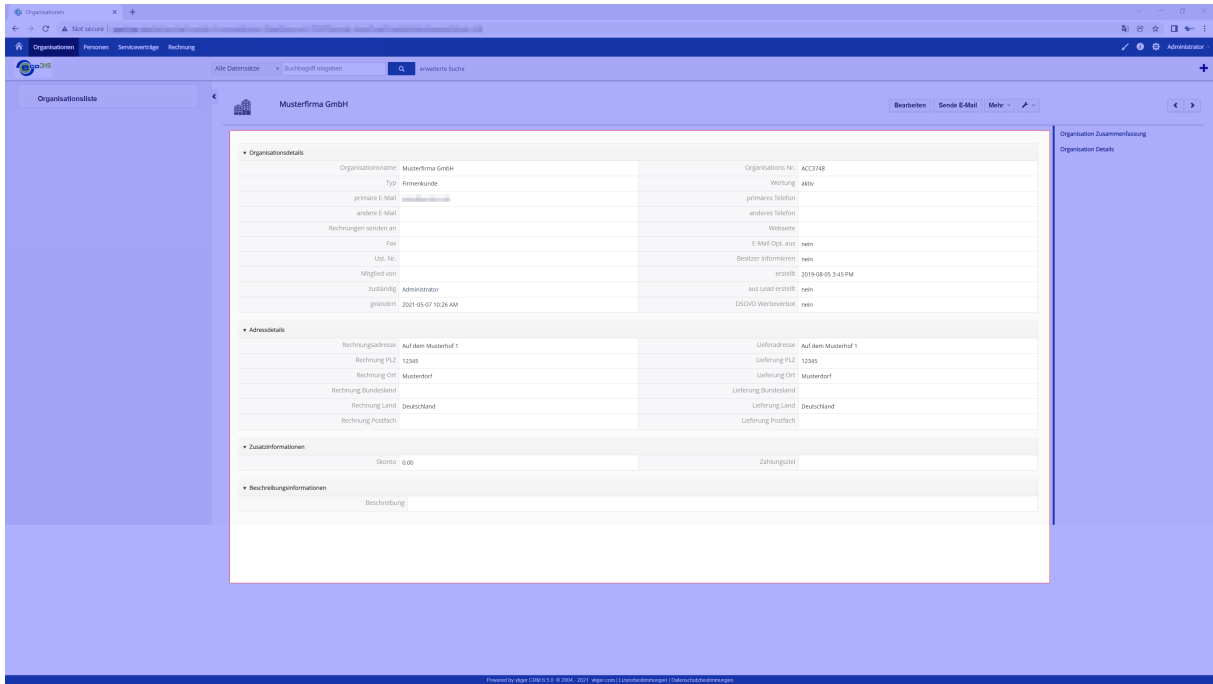 Organisationen
Not secure
Organisationen Personen Serviceverträge Rechnung
Administrator
Alle Datensätze Suchbegriff eingeben erweiterte Suche
Organisationsliste
Musterfirma GmbH
Bearbeiten Sende E-Mail Mehr
Organisation Zusammenfassung
Organisation Details
Organisationsdetails
Organisationsname Musterfirma GmbH Organisations Nr. ACC3748
Typ Firmenkunde Wertung aktiv
primäre E-Mail primäres Telefon
andere E-Mail anderes Telefon
Rechnungen senden an Webseite
Fax E-Mail Opt. aus nein
Ust. Nr. Besitzer informieren nein
Mitglied von erstellt 2019-08-05 3:45 PM
zuständig Administrator aus Lead erstellt nein
geändert 2021-05-07 10:26 AM DSGVO Werbeverbot nein
Adressdetails
Rechnungsadresse Auf dem Musterhof 1 Lieferadresse Auf dem Musterhof 1
Rechnung PLZ 12345 Lieferung PLZ 12345
Rechnung Ort Musterdorf Lieferung Ort Musterdorf
Rechnung Bundesland Lieferung Bundesland
Rechnung Land Deutschland Lieferung Land Deutschland
Rechnung Postfach Lieferung Postfach
Zusatzinformationen
Skonto 0.00 Zahlungsziel
Beschreibungsinformationen
Beschreibung
Powered by vtiger CRM 6.5.0 © 2004 - 2021 vtiger.com | Lizenzbestimmungen | Datenschutzbestimmungen